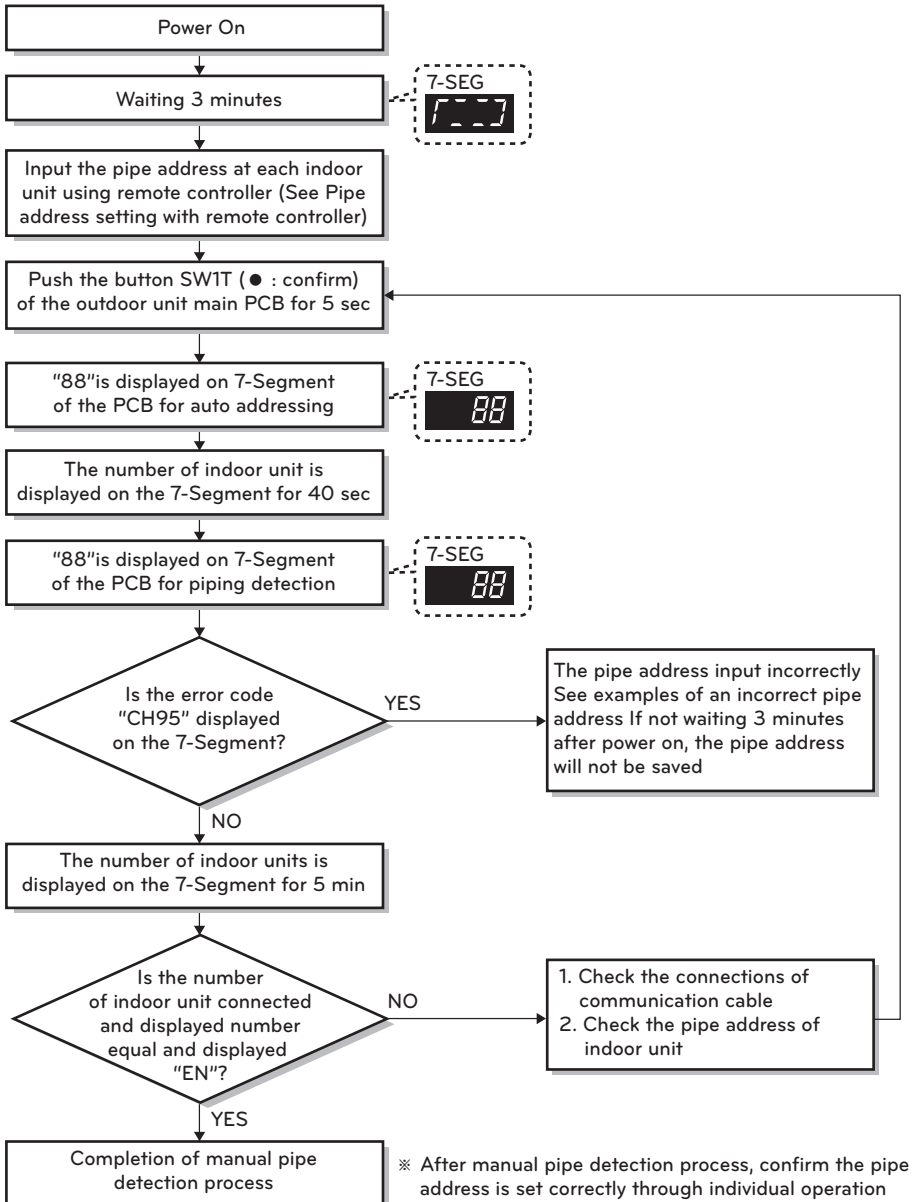 Power On
Waiting 3 minutes
7-SEG
Input the pipe address at each indoor
unit using remote controller (See Pipe
address setting with remote controller)
Push the button SW1T (● : confirm)
of the outdoor unit main PCB for 5 sec
"88"is displayed on 7-Segment
of the PCB for auto addressing
7-SEG
88
The number of indoor unit is
displayed on the 7-Segment for 40 sec
"88"is displayed on 7-Segment
of the PCB for piping detection
7-SEG
88
Is the error code
"CH95" displayed
on the 7-Segment?
YES
The pipe address input incorrectly
See examples of an incorrect pipe
address If not waiting 3 minutes
after power on, the pipe address
will not be saved
NO
The number of indoor units is
displayed on the 7-Segment for 5 min
Is the number
of indoor unit connected
and displayed number
equal and displayed
"EN"?
NO
1. Check the connections of
communication cable
2. Check the pipe address of
indoor unit
YES
Completion of manual pipe
detection process
※ After manual pipe detection process, confirm the pipe
address is set correctly through individual operation